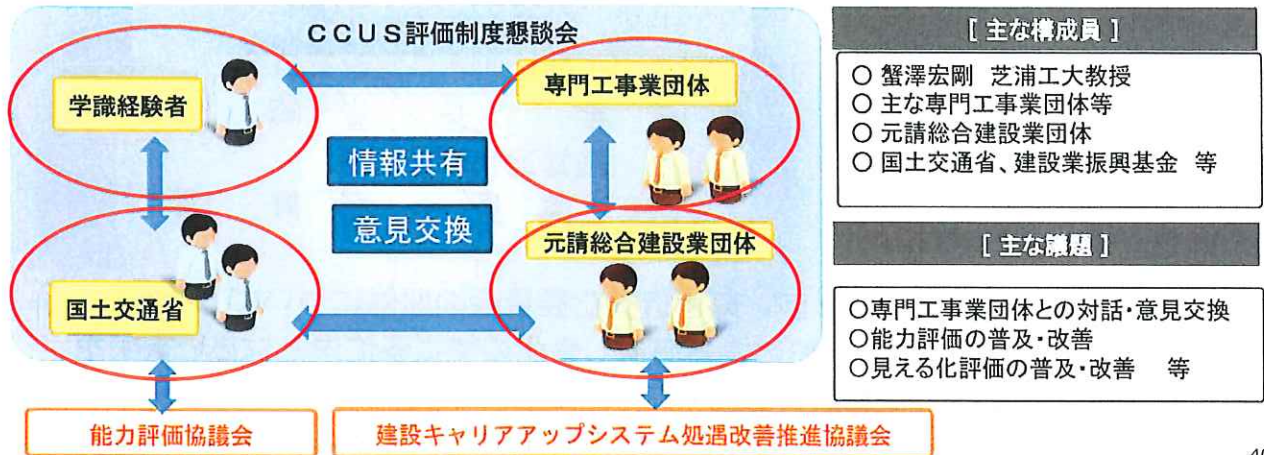 CCUS評価制度懇談会
学識経験者
専門工事業団体
情報共有
意見交換
国土交通省
元請総合建設業団体
能力評価協議会
建設キャリアアップシステム処遇改善推進協議会
[ 主な構成員 ]
○ 蟹澤宏剛 芝浦工大教授
○ 主な専門工事業団体等
○ 元請総合建設業団体
○ 国土交通省、建設業振興基金 等
[ 主な議題 ]
○専門工事業団体との対話・意見交換
○能力評価の普及・改善
○見える化評価の普及・改善 等